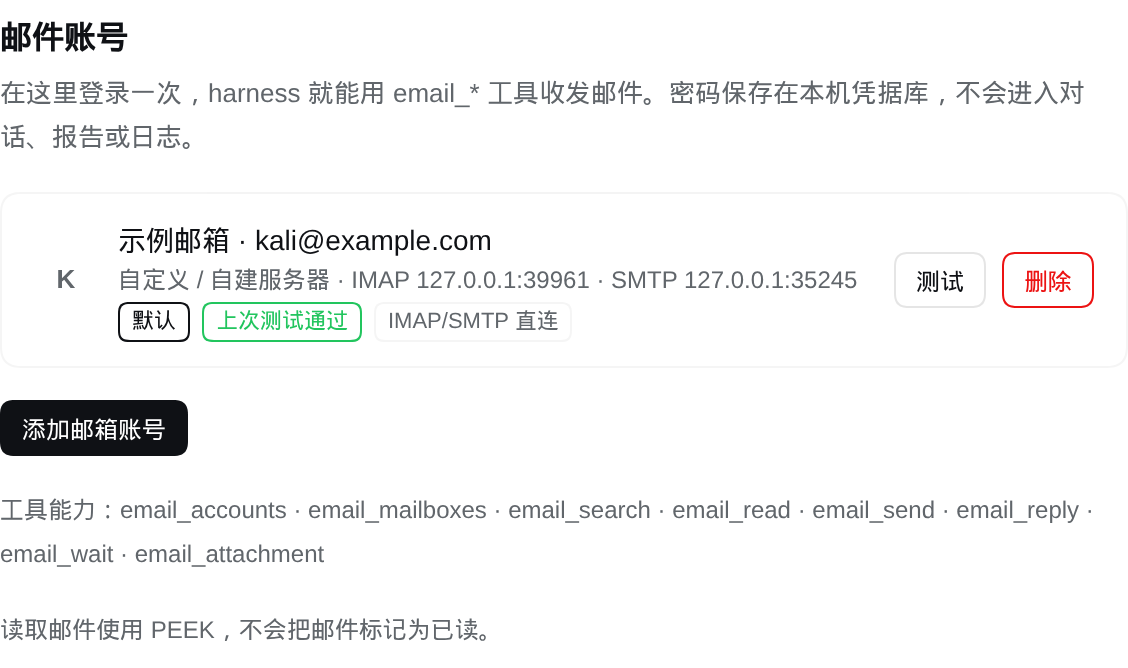 邮件账号
在这里登录一次，harness 就能用 email_* 工具收发邮件。密码保存在本机凭据库，不会进入对
话、报告或日志。
K
示例邮箱 · kali@example.com
自定义 / 自建服务器 · IMAP 127.0.0.1:39961 · SMTP 127.0.0.1:35245
默认 上次测试通过 IMAP/SMTP 直连
测试 删除
添加邮箱账号
工具能力：email_accounts · email_mailboxes · email_search · email_read · email_send · email_reply ·
email_wait · email_attachment
读取邮件使用 PEEK，不会把邮件标记为已读。